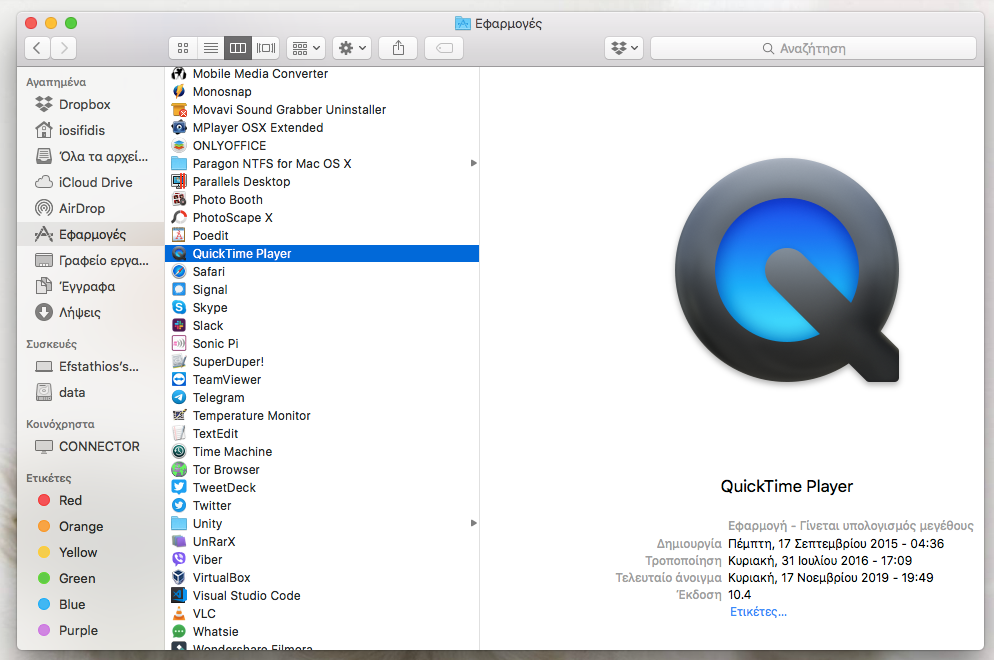 Εφαρμογές
Αναζήτηση
Αγαπημένα
Dropbox
iosifidis
Όλα τα αρχεί...
iCloud Drive
AirDrop
Εφαρμογές
Γραφείο εργα...
Έγγραφα
Λήψεις
Συσκευές
Efstathios's...
data
Κοινόχρηστα
CONNECTOR
Ετικέτες
Red
Orange
Yellow
Green
Blue
Purple
Mobile Media Converter
Monosnap
Movavi Sound Grabber Uninstaller
MPlayer OSX Extended
ONLYOFFICE
Paragon NTFS for Mac OS X
Parallels Desktop
Photo Booth
PhotoScape X
Poedit
QuickTime Player
Safari
Signal
Skype
Slack
Sonic Pi
SuperDuper!
TeamViewer
Telegram
Temperature Monitor
TextEdit
Time Machine
Tor Browser
TweetDeck
Twitter
Unity
UnRarX
Viber
VirtualBox
Visual Studio Code
VLC
Whatsie
Wondershare Filmora
QuickTime Player
Εφαρμογή - Γίνεται υπολογισμός μεγέθους
Δημιουργία Πέμπτη, 17 Σεπτεμβρίου 2015 - 04:36
Τροποποίηση Κυριακή, 31 Ιουλίου 2016 - 17:09
Τελευταίο άνοιγμα Κυριακή, 17 Νοεμβρίου 2019 - 19:49
Έκδοση 10.4
Ετικέτες...